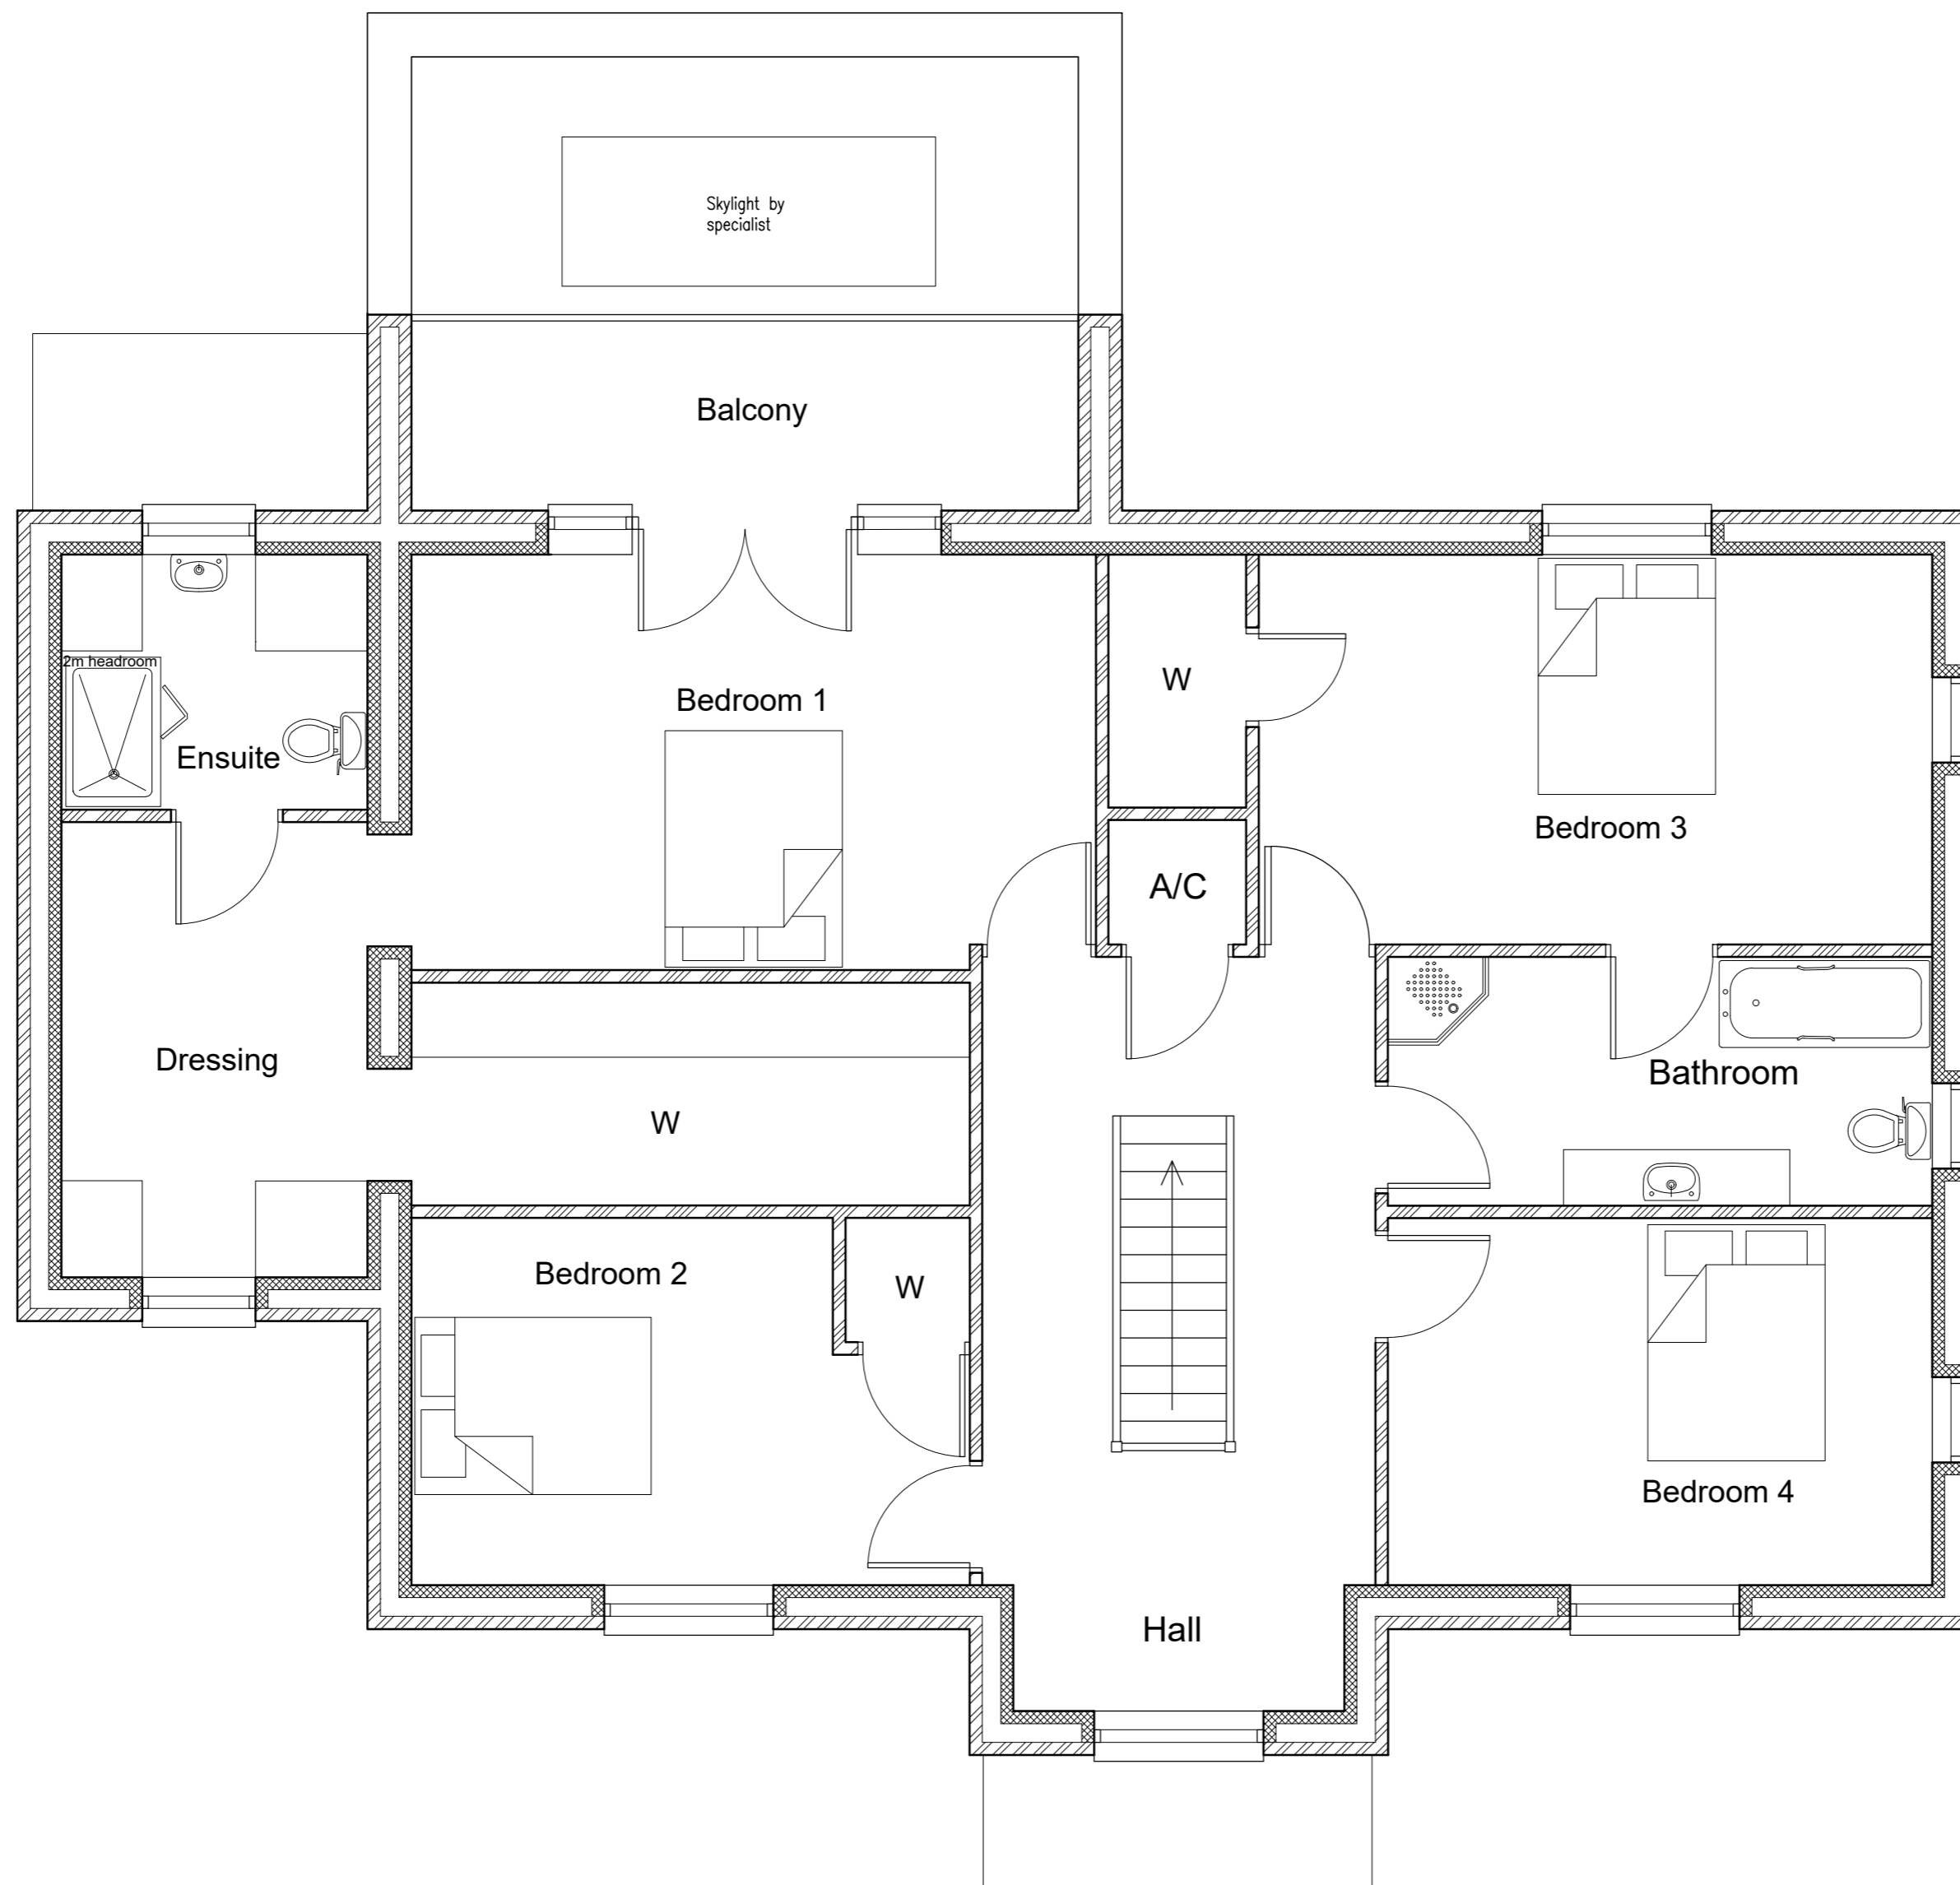 Skylight by
specialist
Balcony
2m headroom
W
Bedroom 1
Ensuite
Bedroom 3
A/C
Dressing
Bathroom
W
Bedroom 2
W
Bedroom 4
Hall